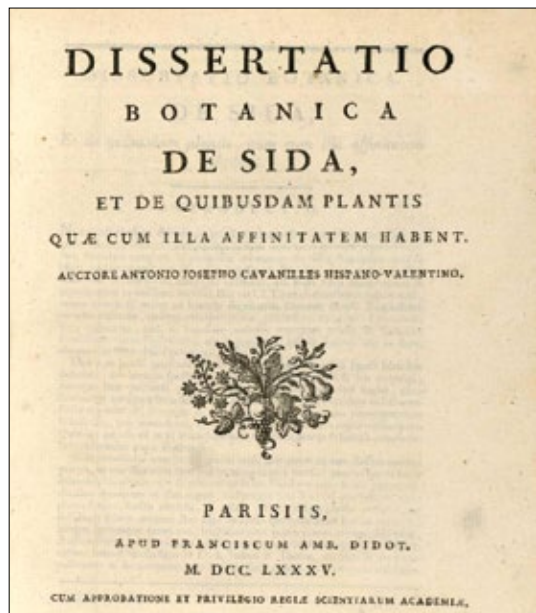 DISSERTATIO
BOTANICA
DE SIDA,
ET DE QUIBUSDAM PLANTIS
QUÆ CUM ILLA AFFINITATEM HABENT.
AUCTORE ANTONIO JOSEPHO CAVANILLES HISPANO-VALENTINO.
PARISIIS,
APUD FRANCISCUM AMB. DIDOT.
M. DCC. LXXXV.
CUM APPROBATIONE ET PRIVILEGIO REGIÆ SCIENTIARUM ACADEMIÆ,